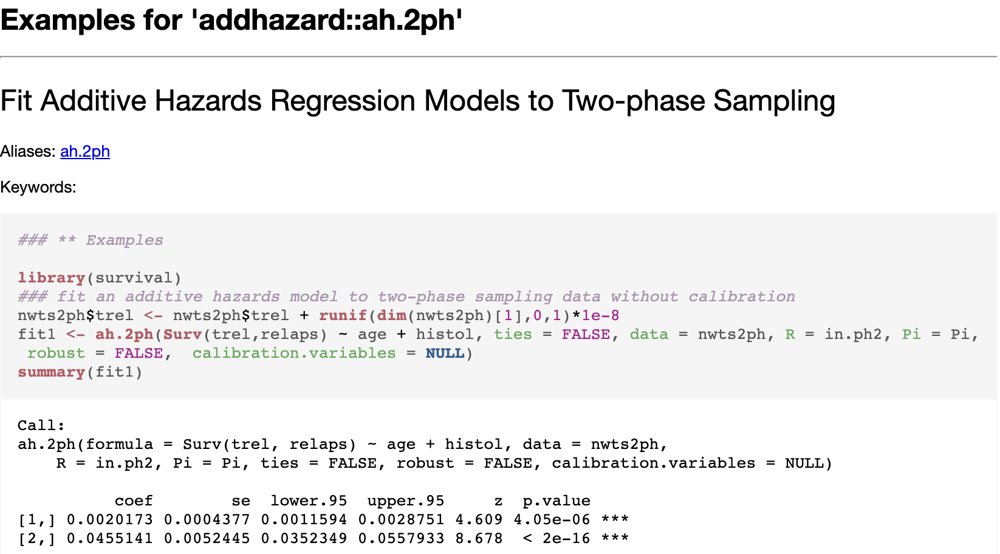 Examples for 'addhazard::ah.2ph'
Fit Additive Hazards Regression Models to Two-phase Sampling
Aliases: ah.2ph
Keywords:
### ** Examples
library(survival)
### fit an additive hazards model to two-phase sampling data without calibration
nwts2ph$trel <- nwts2ph$trel + runif(dim(nwts2ph)[1],0,1)*1e-8
fit1 <- ah.2ph(Surv(trel,relaps) ~ age + histol, ties = FALSE, data = nwts2ph, R = in.ph2, Pi = Pi,
 robust = FALSE,  calibration.variables = NULL)
summary(fit1)
Call:
ah.2ph(formula = Surv(trel, relaps) ~ age + histol, data = nwts2ph,
    R = in.ph2, Pi = Pi, ties = FALSE, robust = FALSE, calibration.variables = NULL)
          coef        se  lower.95  upper.95     z  p.value
[1,] 0.0020173 0.0004377 0.0011594 0.0028751 4.609 4.05e-06 ***
[2,] 0.0455141 0.0052445 0.0352349 0.0557933 8.678  < 2e-16 ***